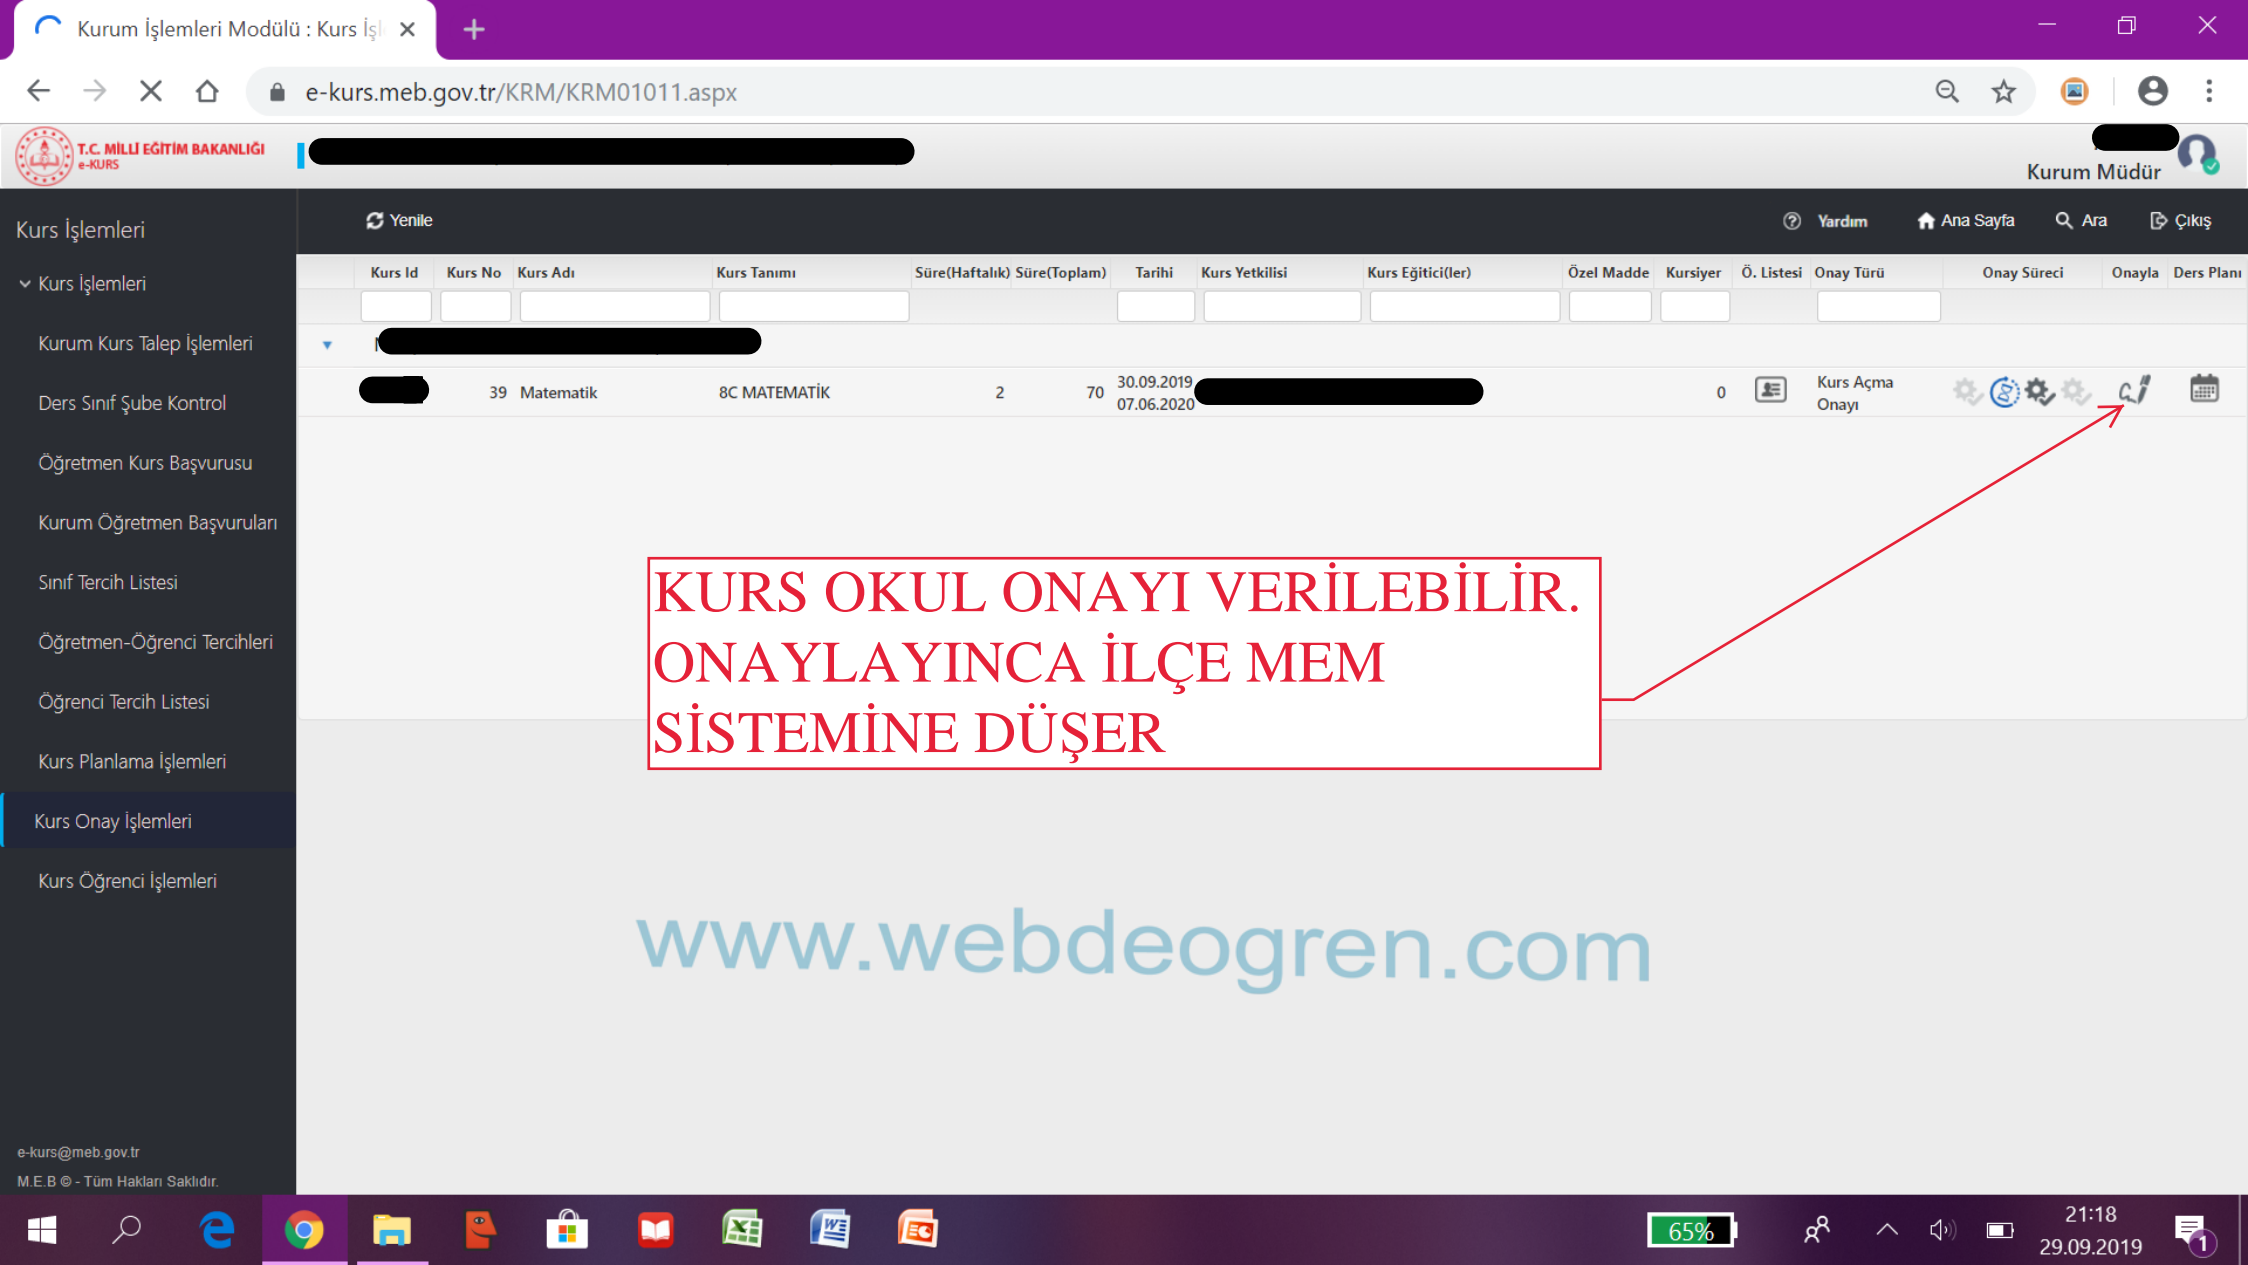 Kurum İşlemleri Modülü : Kurs İşl
e-kurs.meb.gov.tr/KRM/KRM01011.aspx
T.C. MİLLİ EĞİTİM BAKANLIĞI
e-KURS
Kurum Müdür
Kurs İşlemleri
Yenile
Yardım
Ana Sayfa
Ara
Çıkış
Kurs Id Kurs No Kurs Adı Kurs Tanımı Süre(Haftalık) Süre(Toplam) Tarihi Kurs Yetkilisi Kurs Eğitici(ler) Özel Madde Kursiyer Ö. Listesi Onay Türü Onay Süreci Onayla Ders Planı
39 Matematik 8C MATEMATİK 2 70 30.09.2019 0 Kurs Açma
07.06.2020 Onayı
Kurs İşlemleri
Kurum Kurs Talep İşlemleri
Ders Sınıf Şube Kontrol
Öğretmen Kurs Başvurusu
Kurum Öğretmen Başvuruları
Sınıf Tercih Listesi
Öğretmen-Öğrenci Tercihleri
Öğrenci Tercih Listesi
Kurs Planlama İşlemleri
Kurs Onay İşlemleri
Kurs Öğrenci İşlemleri
KURS OKUL ONAYI VERİLEBİLİR.
ONAYLAYINCA İLÇE MEM
SİSTEMİNE DÜŞER
www.webdeogren.com
e-kurs@meb.gov.tr
M.E.B © - Tüm Hakları Saklıdır.
65%
21:18
29.09.2019
1